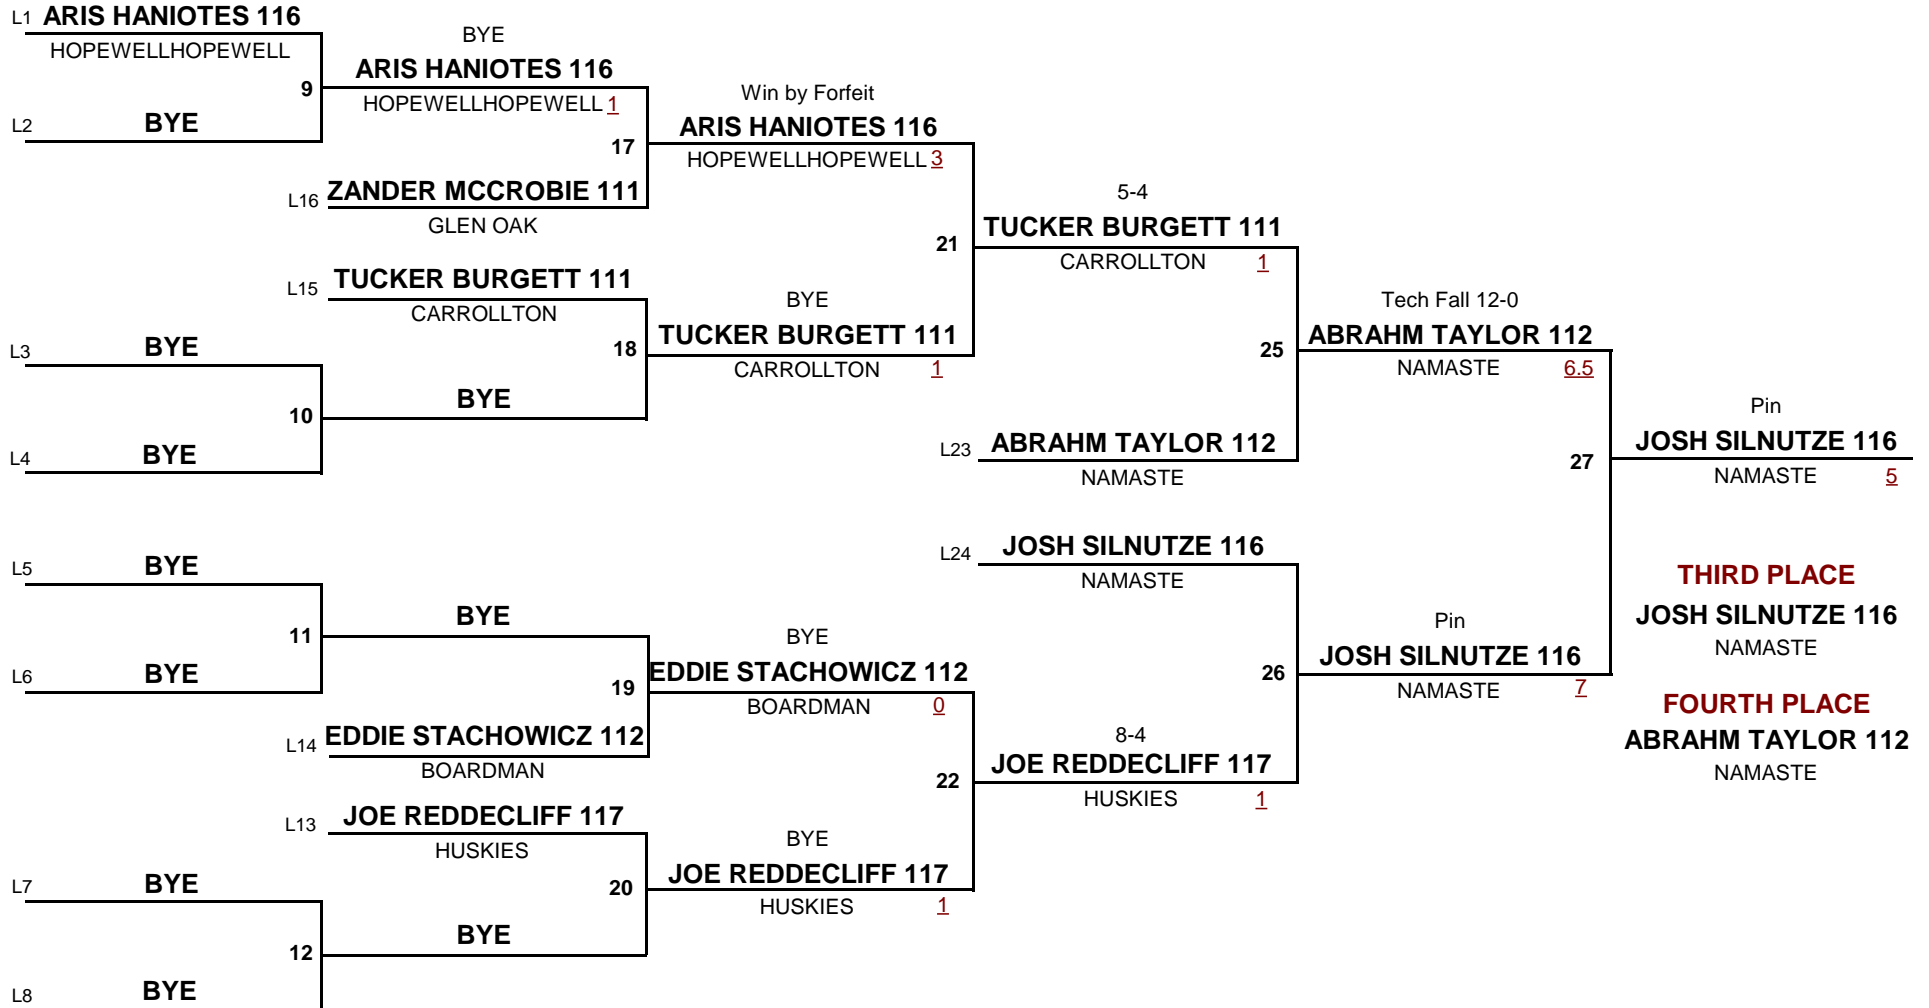 L1 ARIS HANIOTES 116
HOPEWELLHOPEWELL
9
L2 BYE
BYE
ARIS HANIOTES 116
HOPEWELLHOPEWELL 1
17
L16 ZANDER MCCROBIE 111
GLEN OAK
Win by Forfeit
ARIS HANIOTES 116
HOPEWELLHOPEWELL 3
21
L15 TUCKER BURGETT 111
CARROLLTON
18
BYE
TUCKER BURGETT 111
CARROLLTON 1
L3 BYE
10
BYE
L4 BYE
5-4
TUCKER BURGETT 111
CARROLLTON 1
25
L23 ABRAHM TAYLOR 112
NAMASTE
Tech Fall 12-0
ABRAHM TAYLOR 112
NAMASTE 6.5
27
Pin
JOSH SILNUTZE 116
NAMASTE 5
L5 BYE
11
BYE
L6 BYE
19
L14 EDDIE STACHOWICZ 112
BOARDMAN
BYE
EDDIE STACHOWICZ 112
BOARDMAN 0
22
L13 JOE REDDECLIFF 117
HUSKIES
20
BYE
JOE REDDECLIFF 117
HUSKIES 1
L7 BYE
12
BYE
L8 BYE
L24 JOSH SILNUTZE 116
NAMASTE
26
8-4
JOE REDDECLIFF 117
HUSKIES 1
Pin
JOSH SILNUTZE 116
NAMASTE 7
THIRD PLACE
JOSH SILNUTZE 116
NAMASTE
FOURTH PLACE
ABRAHM TAYLOR 112
NAMASTE